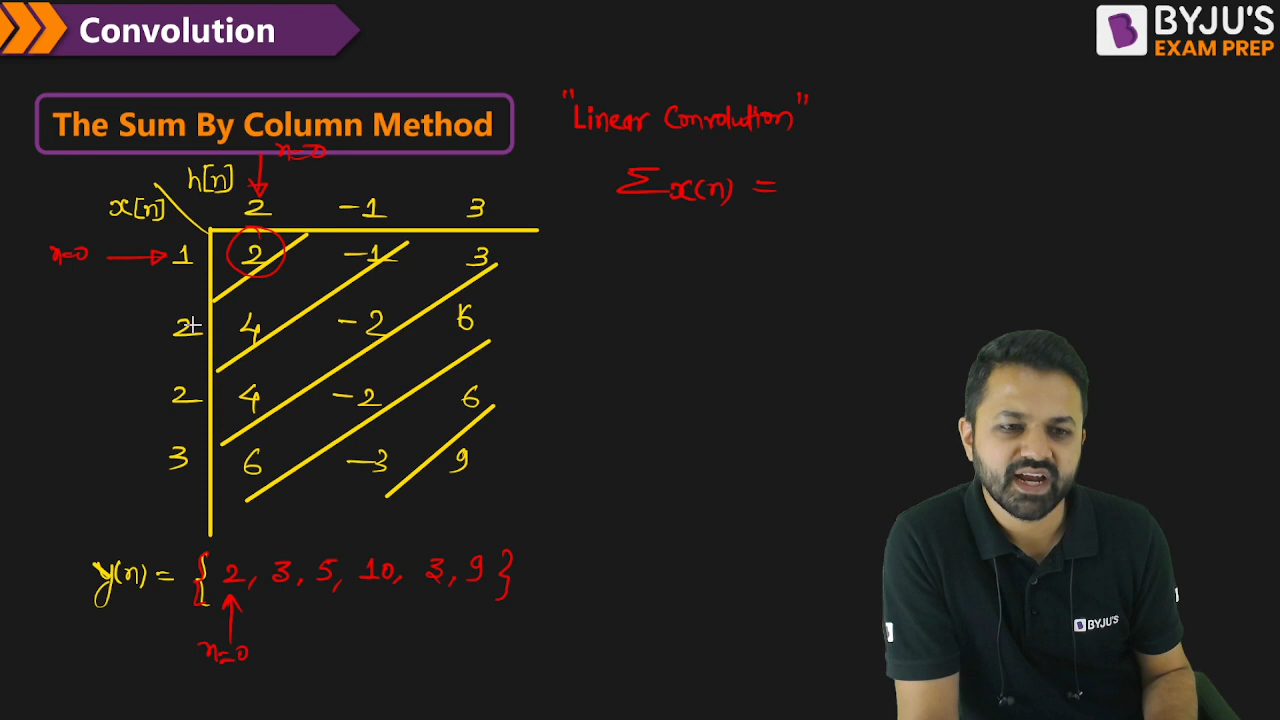 Convolution
BYJU'S
EXAM PREP
The Sum By Column Method
"Linear Convolution"
n=0
h[n]
x[n]
Σx(n) =
2 -1 3
n=0 1 2 -1 3
2 4 -2 6
2 4 -2 6
3 6 -3 9
y(n) = { 2, 3, 5, 10, 3, 9 }
n=0
BYJU'S